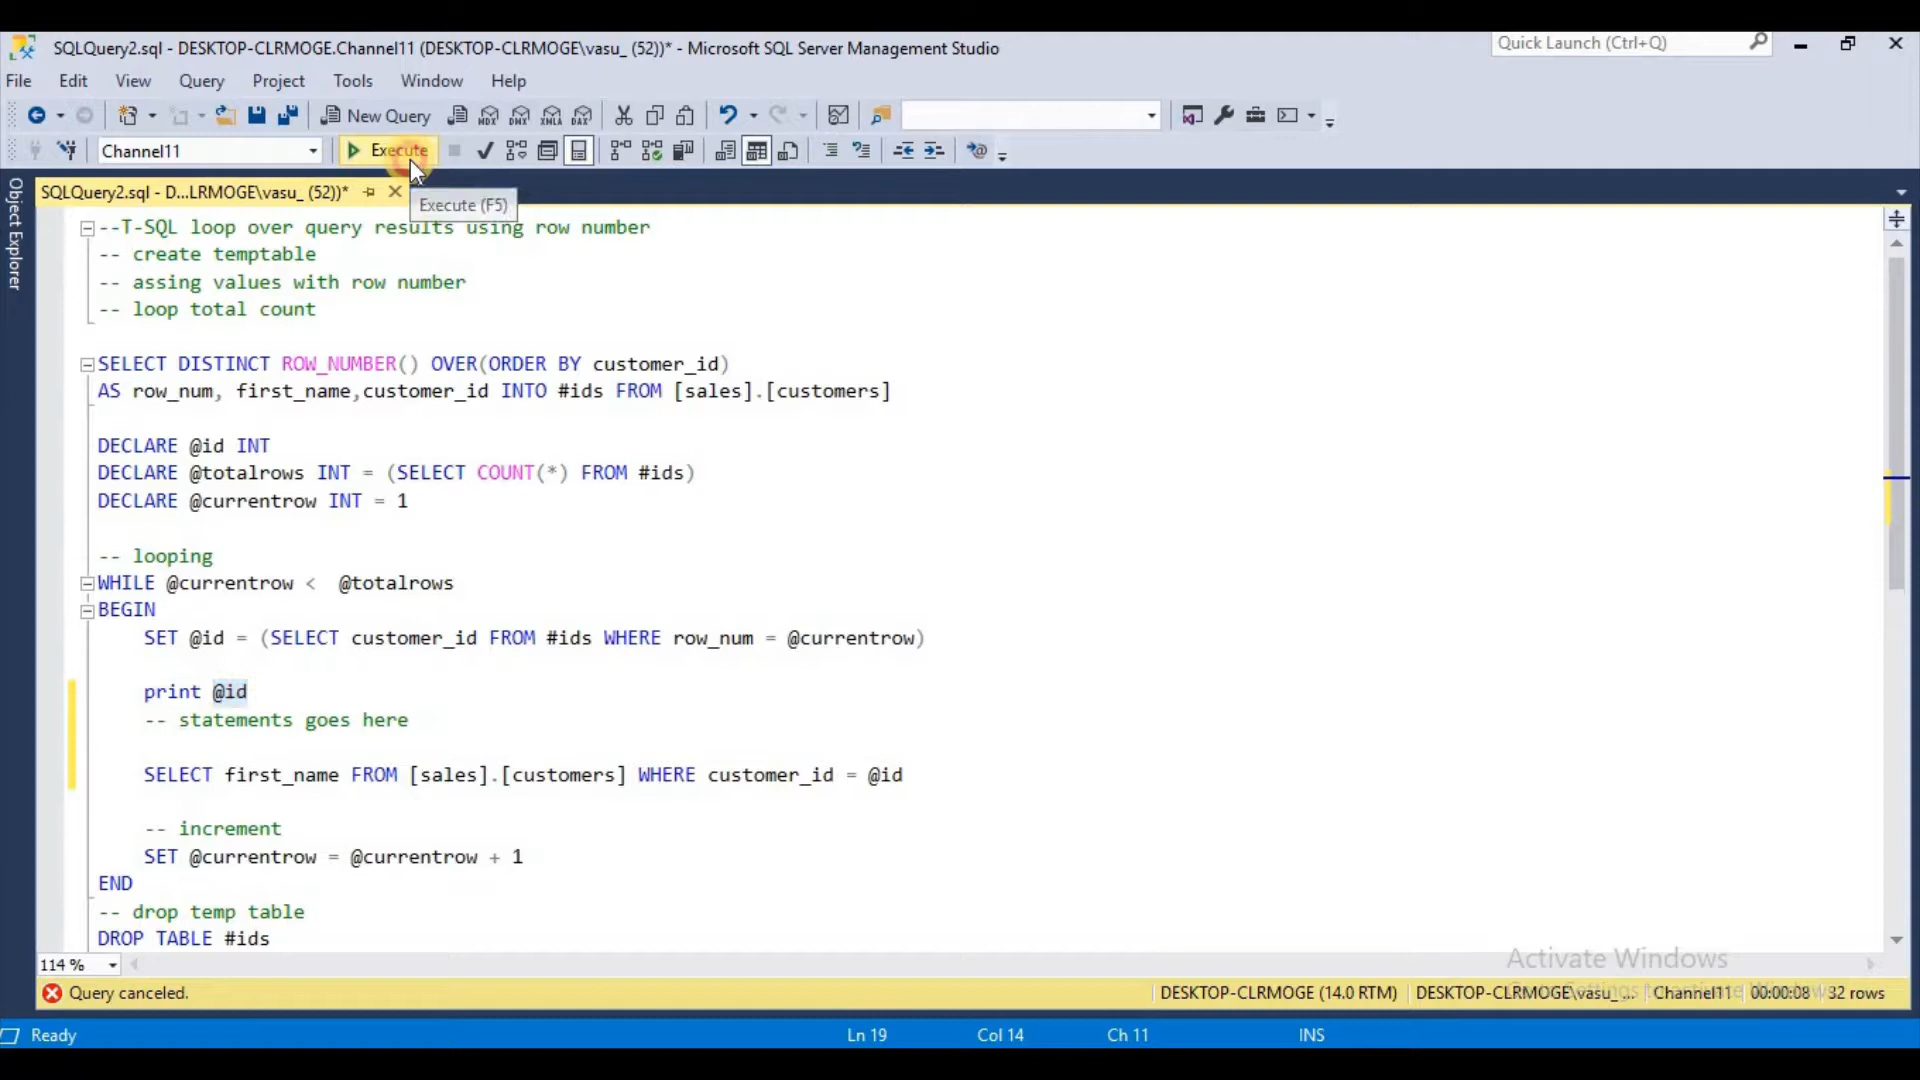 SQLQuery2.sql - DESKTOP-CLRMOGE.Channel11 (DESKTOP-CLRMOGE\vasu_ (52))* - Microsoft SQL Server Management Studio
Quick Launch (Ctrl+Q)
File Edit View Query Project Tools Window Help
New Query
Channel11
Execute
Object Explorer
SQLQuery2.sql - D...LRMOGE\vasu_ (52))*
Execute (F5)
--T-SQL loop over query results using row number
-- create temptable
-- assing values with row number
-- loop total count
SELECT DISTINCT ROW_NUMBER() OVER(ORDER BY customer_id)
AS row_num, first_name,customer_id INTO #ids FROM [sales].[customers]
DECLARE @id INT
DECLARE @totalrows INT = (SELECT COUNT(*) FROM #ids)
DECLARE @currentrow INT = 1
-- looping
WHILE @currentrow <  @totalrows
BEGIN
SET @id = (SELECT customer_id FROM #ids WHERE row_num = @currentrow)
print @id
-- statements goes here
SELECT first_name FROM [sales].[customers] WHERE customer_id = @id
-- increment
SET @currentrow = @currentrow + 1
END
-- drop temp table
DROP TABLE #ids
Activate Windows
114 %
Query canceled.
DESKTOP-CLRMOGE (14.0 RTM) DESKTOP-CLRMOGE\vasu_ ... Channel11 00:00:08 32 rows
Ready Ln 19 Col 14 Ch 11 INS